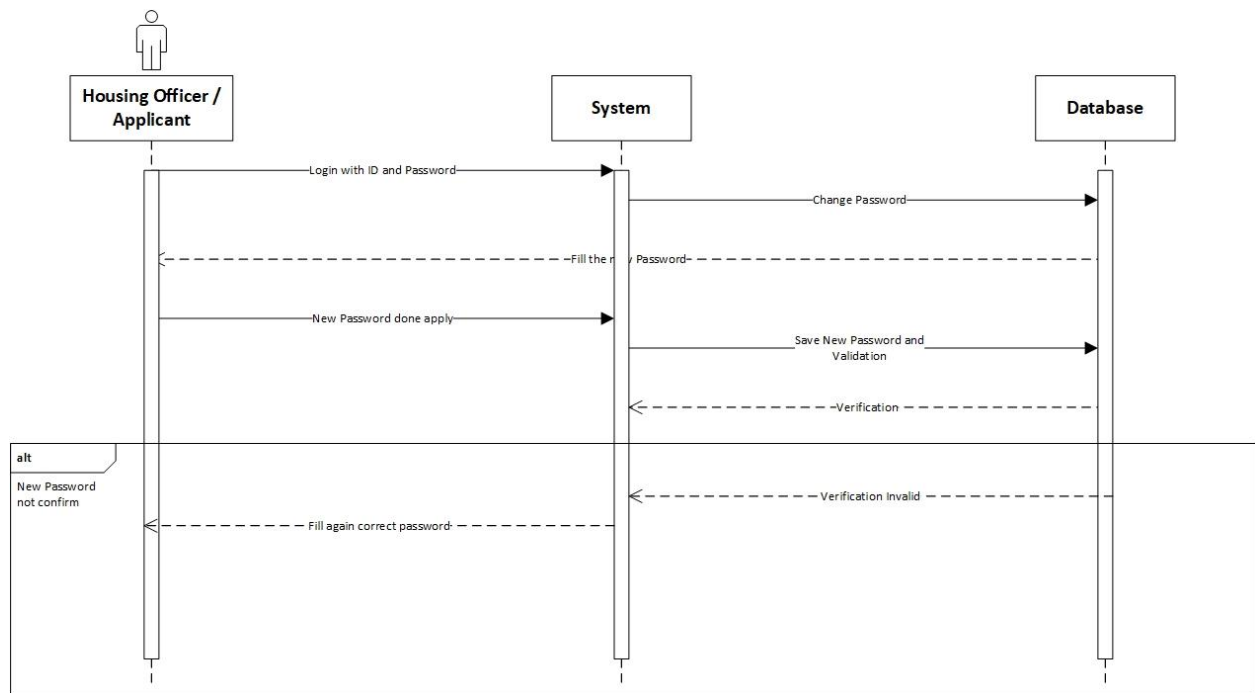 Housing Officer /
Applicant
System
Database
Login with ID and Password
Change Password
Fill the new Password
New Password done apply
Save New Password and
Validation
Verification
alt
New Password
not confirm
Verification Invalid
Fill again correct password